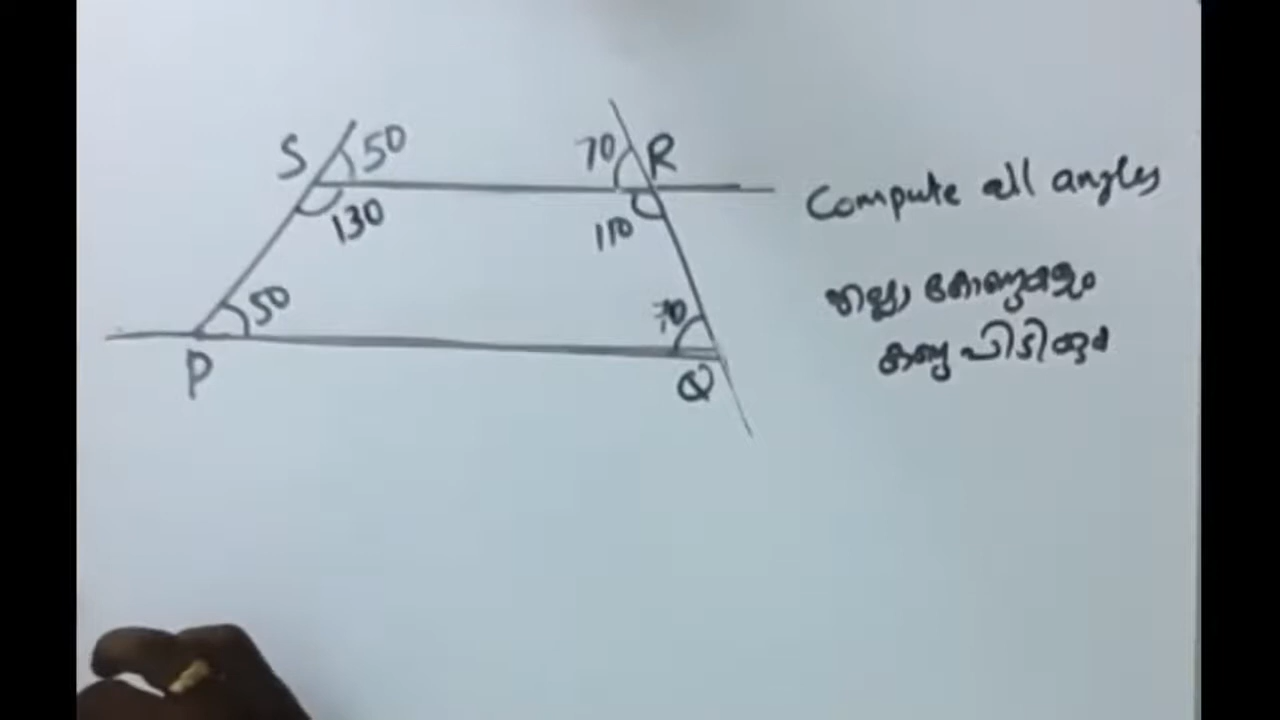 S 50
70 R
130
110
50
70
P
Q
Compute all angles
എല്ലാ കോണുകളും
കണ്ടുപിടിക്കുക